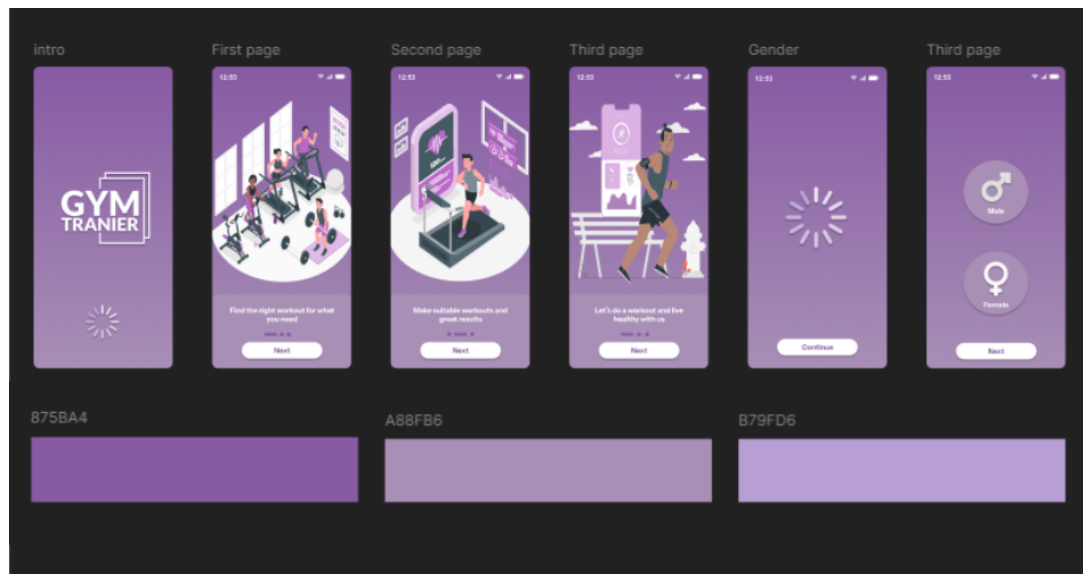 intro
First page
Second page
Third page
Gender
Third page
GYM
TRANIER
12:53
Find the right workout for what
you need
Next
12:53
Make suitable workouts and
great results
Next
12:53
Let's do a workout and live
healthy with us
Next
12:53
Continue
12:53
Male
Female
Next
875BA4
A88FB6
B79FD6